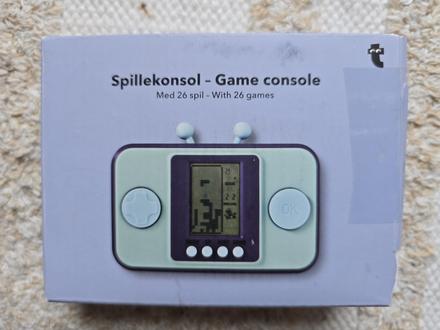 t
Spillekonsol – Game console
Med 26 spil – With 26 games
OK